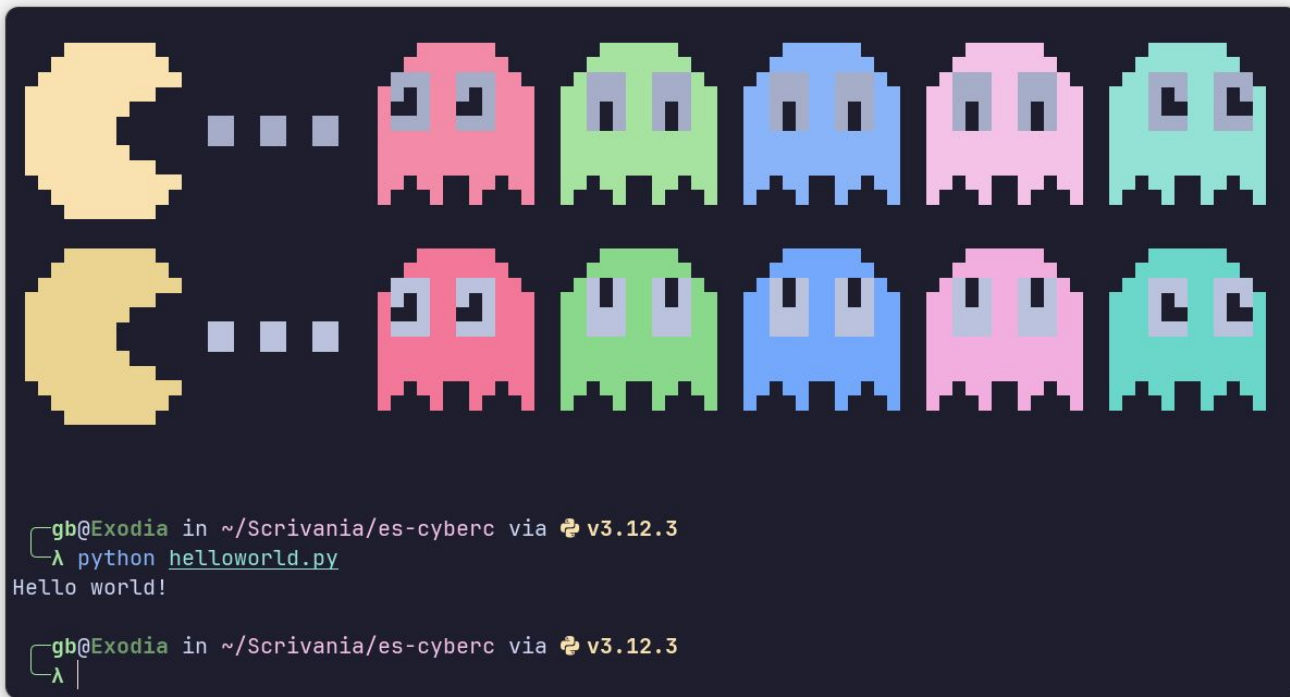 gb@Exodia in ~/Scrivania/es-cyberc via v3.12.3
λ python helloworld.py
Hello world!
gb@Exodia in ~/Scrivania/es-cyberc via v3.12.3
λ